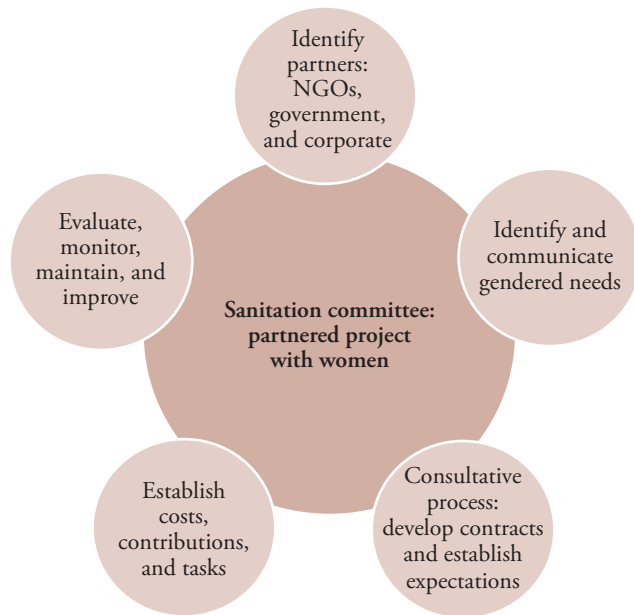 Identify
partners:
NGOs,
government,
and corporate
Identify and
communicate
gendered needs
Consultative
process:
develop contracts
and establish
expectations
Establish
costs,
contributions,
and tasks
Evaluate,
monitor,
maintain, and
improve
Sanitation committee:
partnered project
with women